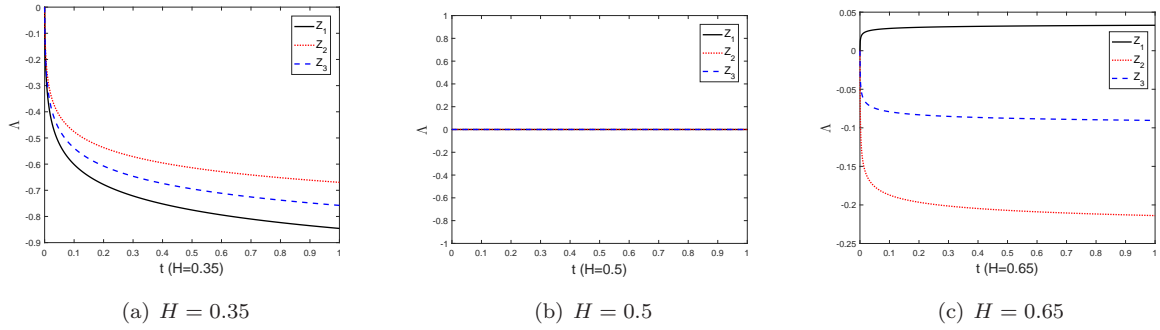 0
-0.1
-0.2
-0.3
-0.4
-0.5
-0.6
-0.7
-0.8
-0.9
Λ
Z1
Z2
Z3
0 0.1 0.2 0.3 0.4 0.5 0.6 0.7 0.8 0.9 1
t (H=0.35)
(a) H = 0.35
1
0.8
0.6
0.4
0.2
0
-0.2
-0.4
-0.6
-0.8
-1
Λ
Z1
Z2
Z3
0 0.1 0.2 0.3 0.4 0.5 0.6 0.7 0.8 0.9 1
t (H=0.5)
(b) H = 0.5
0.05
0
-0.05
-0.1
-0.15
-0.2
-0.25
Λ
Z1
Z2
Z3
0 0.1 0.2 0.3 0.4 0.5 0.6 0.7 0.8 0.9 1
t (H=0.65)
(c) H = 0.65